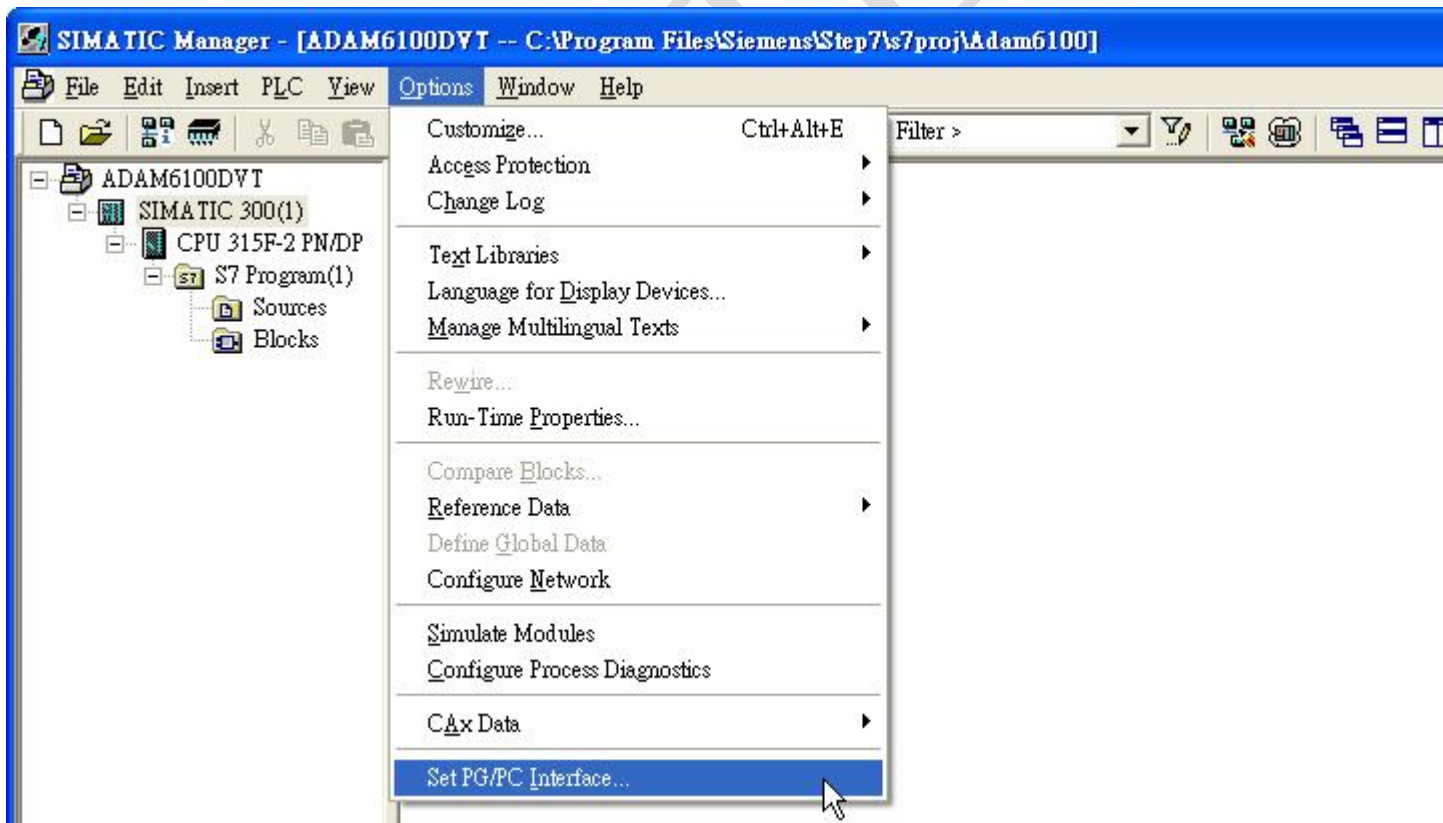 SIMATIC Manager - [ADAM6100DVT -- C:\Program Files\Siemens\Step7\s7proj\Adam6100]
File Edit Insert PLC View Options Window Help
Filter >
ADAM6100DVT
SIMATIC 300(1)
CPU 315F-2 PN/DP
S7 Program(1)
Sources
Blocks
Customize... Ctrl+Alt+E
Access Protection
Change Log
Text Libraries
Language for Display Devices...
Manage Multilingual Texts
Rewire...
Run-Time Properties...
Compare Blocks...
Reference Data
Define Global Data
Configure Network
Simulate Modules
Configure Process Diagnostics
CAx Data
Set PG/PC Interface...